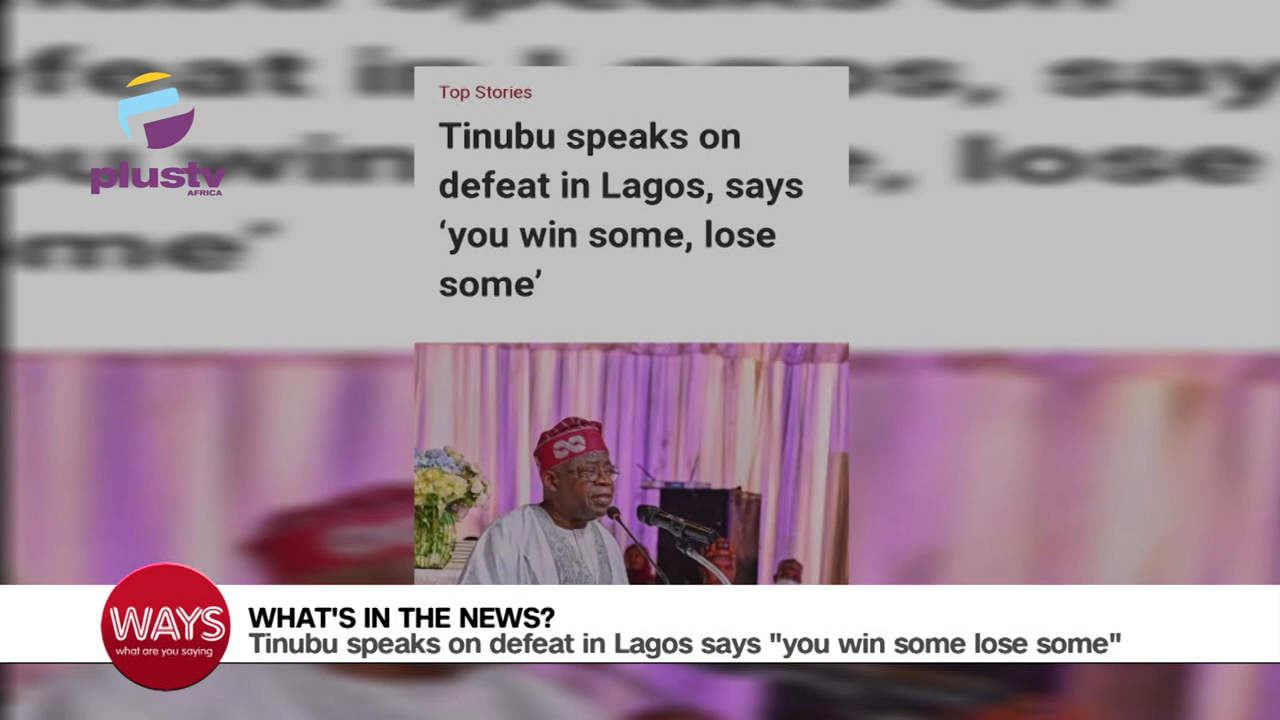 plustv
AFRICA
Top Stories
Tinubu speaks on
defeat in Lagos, says
‘you win some, lose
some’
WAYS
what are you saying
WHAT'S IN THE NEWS?
Tinubu speaks on defeat in Lagos says "you win some lose some"